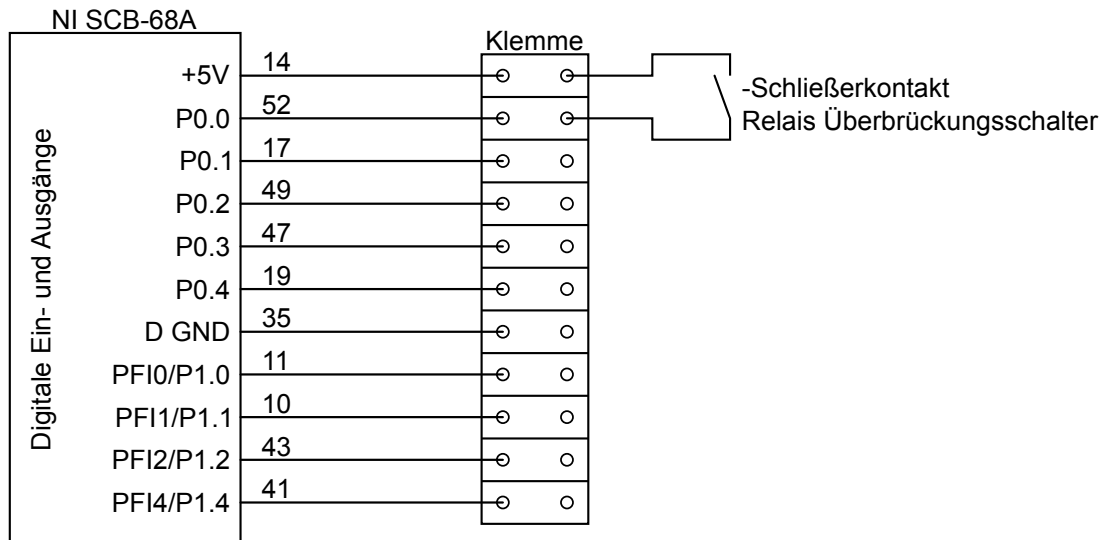 NI SCB-68A
Klemme
Digitale Ein- und Ausgänge
+5V 14
P0.0 52
P0.1 17
P0.2 49
P0.3 47
P0.4 19
D GND 35
PFI0/P1.0 11
PFI1/P1.1 10
PFI2/P1.2 43
PFI4/P1.4 41
-Schließerkontakt
Relais Überbrückungsschalter